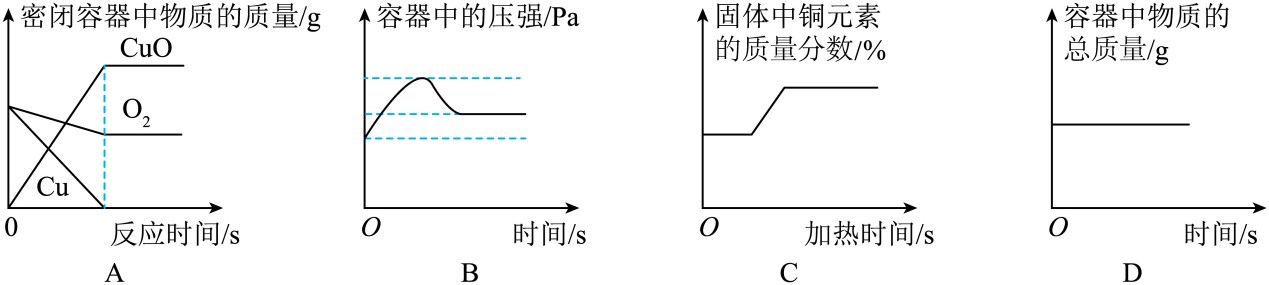 密闭容器中物质的质量/g
CuO
O₂
Cu
0
反应时间/s
A
容器中的压强/Pa
O
时间/s
B
固体中铜元素
的质量分数/%
O
加热时间/s
C
容器中物质的
总质量/g
O
时间/s
D